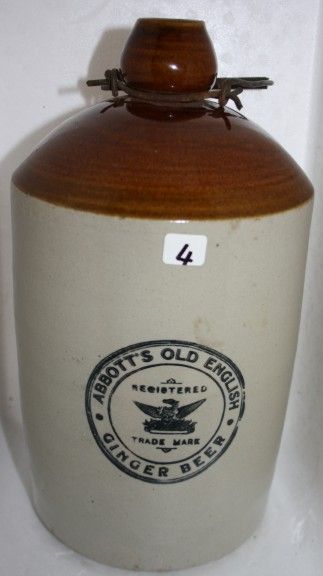 4
ABBOTT'S OLD ENGLISH
REGISTERED
TRADE MARK
GINGER BEER